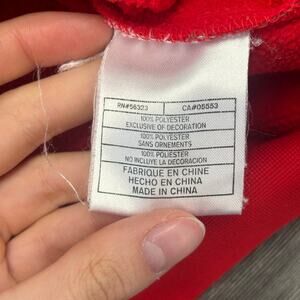 RN#56323 CA#05553
100% POLYESTER
EXCLUSIVE OF DECORATION
100% POLYESTER
SANS ORNEMENTS
100% POLIESTER
NO INCLUYE LA DECORACIÓN
FABRIQUE EN CHINE
HECHO EN CHINA
MADE IN CHINA